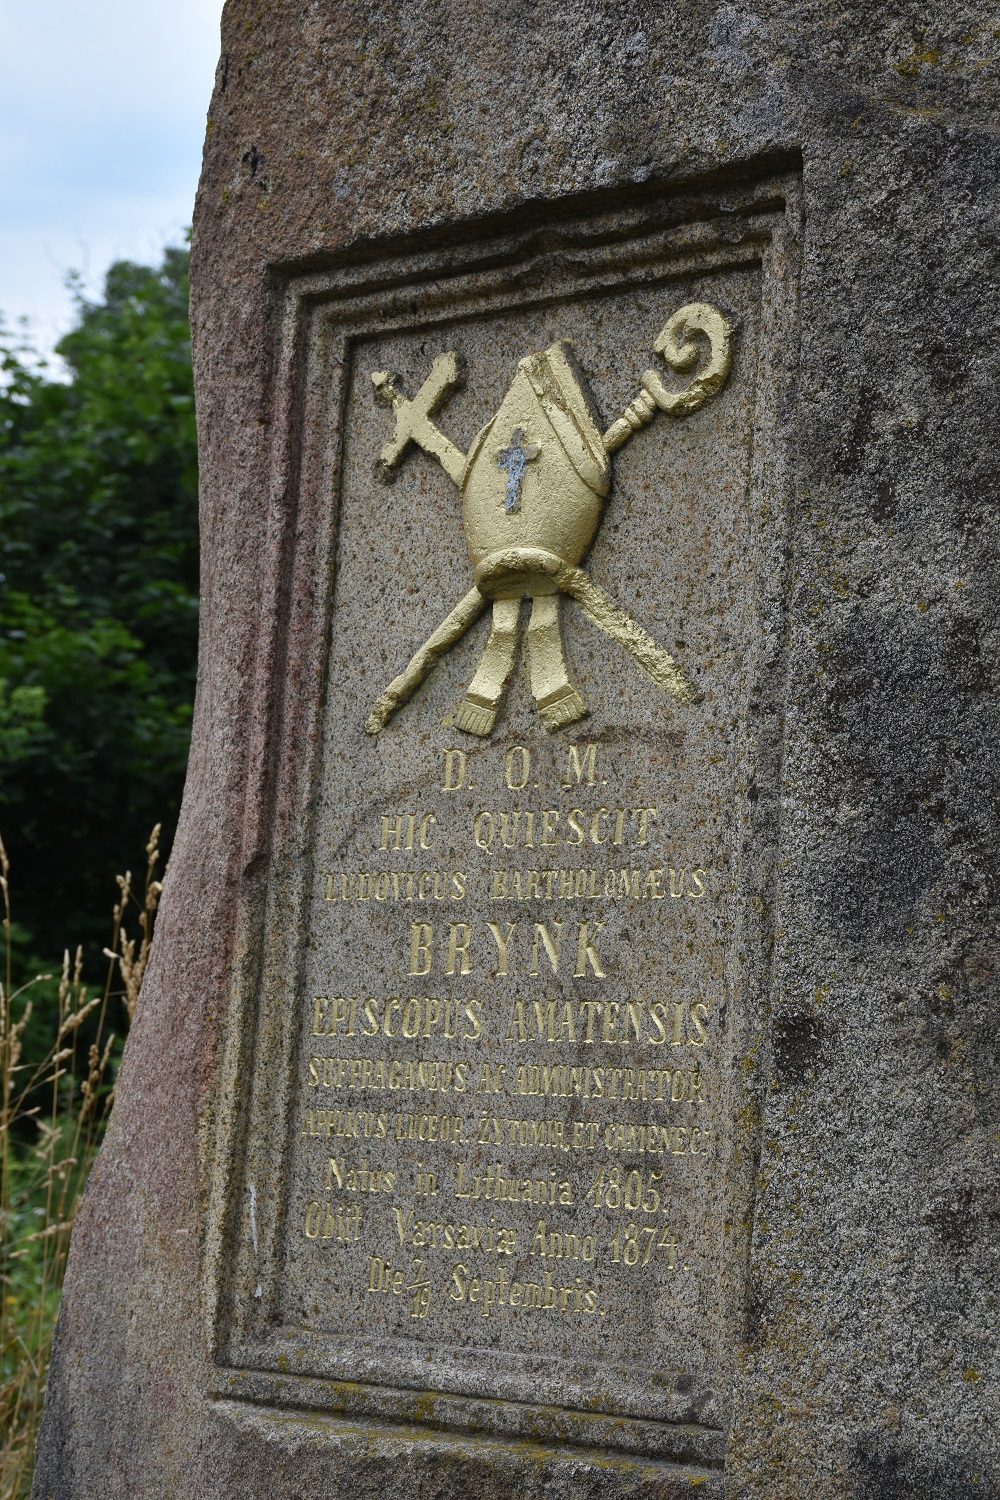 D. O. M.
HIC QUIESCIT
LUDOVICUS BARTHOLOMÆUS
BRYNK
EPISCOPUS AMATENSIS
SUFFRAGANEUS AC ADMINISTRATOR
APPLICUS LUCEOR. ŻYTOMIR, ET CAMENEC:
Natus in Lithuania 1805.
Obiit Varsaviæ Anno 1874.
Die 7/19 Septembris.